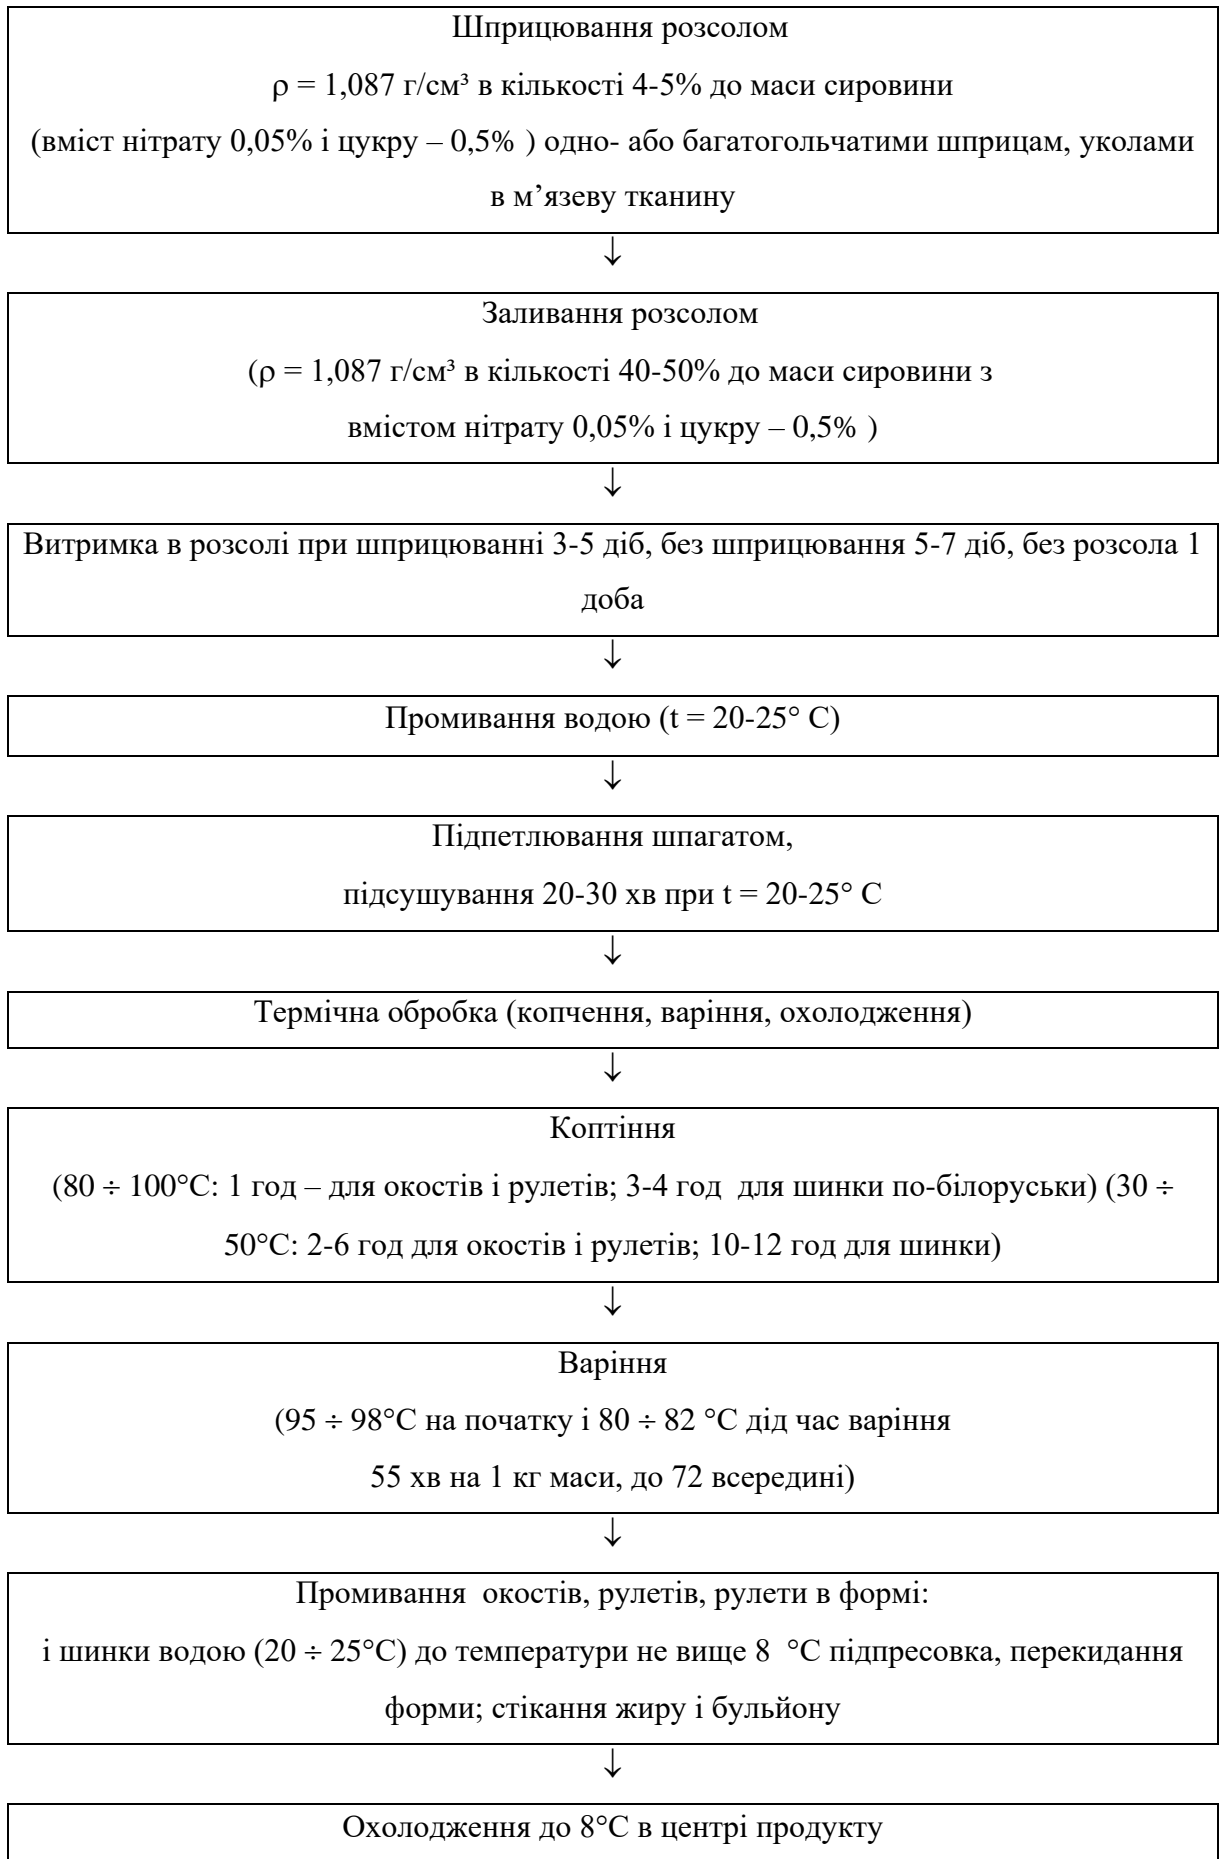 Шприцювання розсолом
ρ = 1,087 г/см³ в кількості 4-5% до маси сировини
(вміст нітрату 0,05% і цукру – 0,5% ) одно- або багатогольчатими шприцам, уколами
в м’язеву тканину
↓
Заливання розсолом
(ρ = 1,087 г/см³ в кількості 40-50% до маси сировини з
вмістом нітрату 0,05% і цукру – 0,5% )
↓
Витримка в розсолі при шприцюванні 3-5 діб, без шприцювання 5-7 діб, без розсола 1
доба
↓
Промивання водою (t = 20-25° С)
↓
Підпетлювання шпагатом,
підсушування 20-30 хв при t = 20-25° С
↓
Термічна обробка (копчення, варіння, охолодження)
↓
Коптіння
(80 ÷ 100°С: 1 год – для окостів і рулетів; 3-4 год для шинки по-білоруськи) (30 ÷
50°С: 2-6 год для окостів і рулетів; 10-12 год для шинки)
↓
Варіння
(95 ÷ 98°С на початку і 80 ÷ 82 °С дід час варіння
55 хв на 1 кг маси, до 72 всередині)
↓
Промивання окостів, рулетів, рулети в формі:
і шинки водою (20 ÷ 25°С) до температури не вище 8 °С підпресовка, перекидання
форми; стікання жиру і бульйону
↓
Охолодження до 8°С в центрі продукту